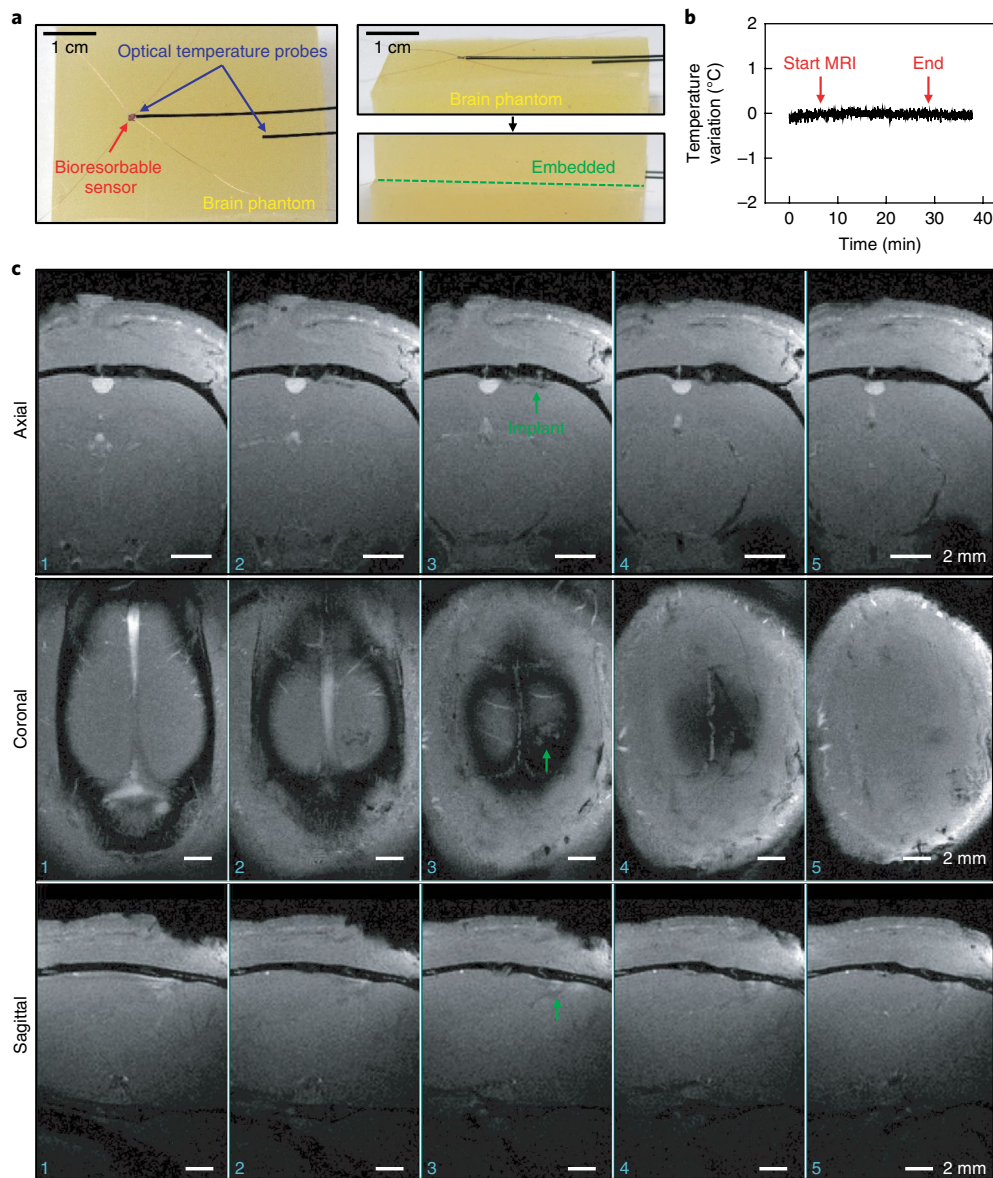 a
1 cm
Optical temperature probes
Bioresorbable
sensor
Brain phantom
1 cm
Brain phantom
Embedded
b
2
1
0
−1
−2
Temperature
variation (°C)
Start MRI
End
0
10
20
30
40
Time (min)
c
Axial
1
2
3
Implant
4
5
2 mm
Coronal
1
2
3
4
5
2 mm
Sagittal
1
2
3
4
5
2 mm